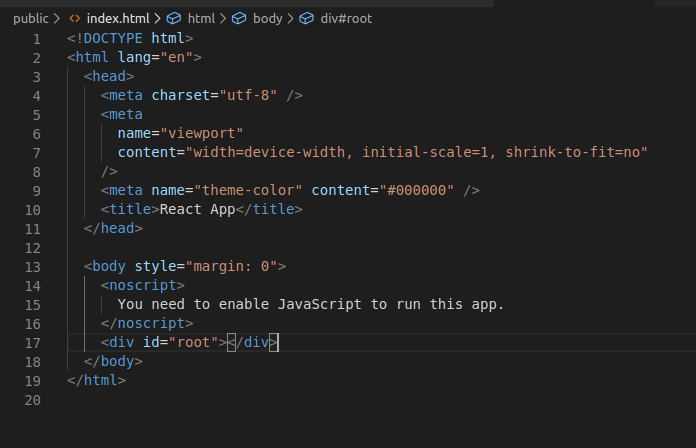 public > index.html > html > body > div#root
1 <!DOCTYPE html>
2 <html lang="en">
3   <head>
4     <meta charset="utf-8" />
5     <meta
6       name="viewport"
7       content="width=device-width, initial-scale=1, shrink-to-fit=no"
8     />
9     <meta name="theme-color" content="#000000" />
10     <title>React App</title>
11   </head>
12
13   <body style="margin: 0">
14     <noscript>
15       You need to enable JavaScript to run this app.
16     </noscript>
17     <div id="root"></div>
18   </body>
19 </html>
20